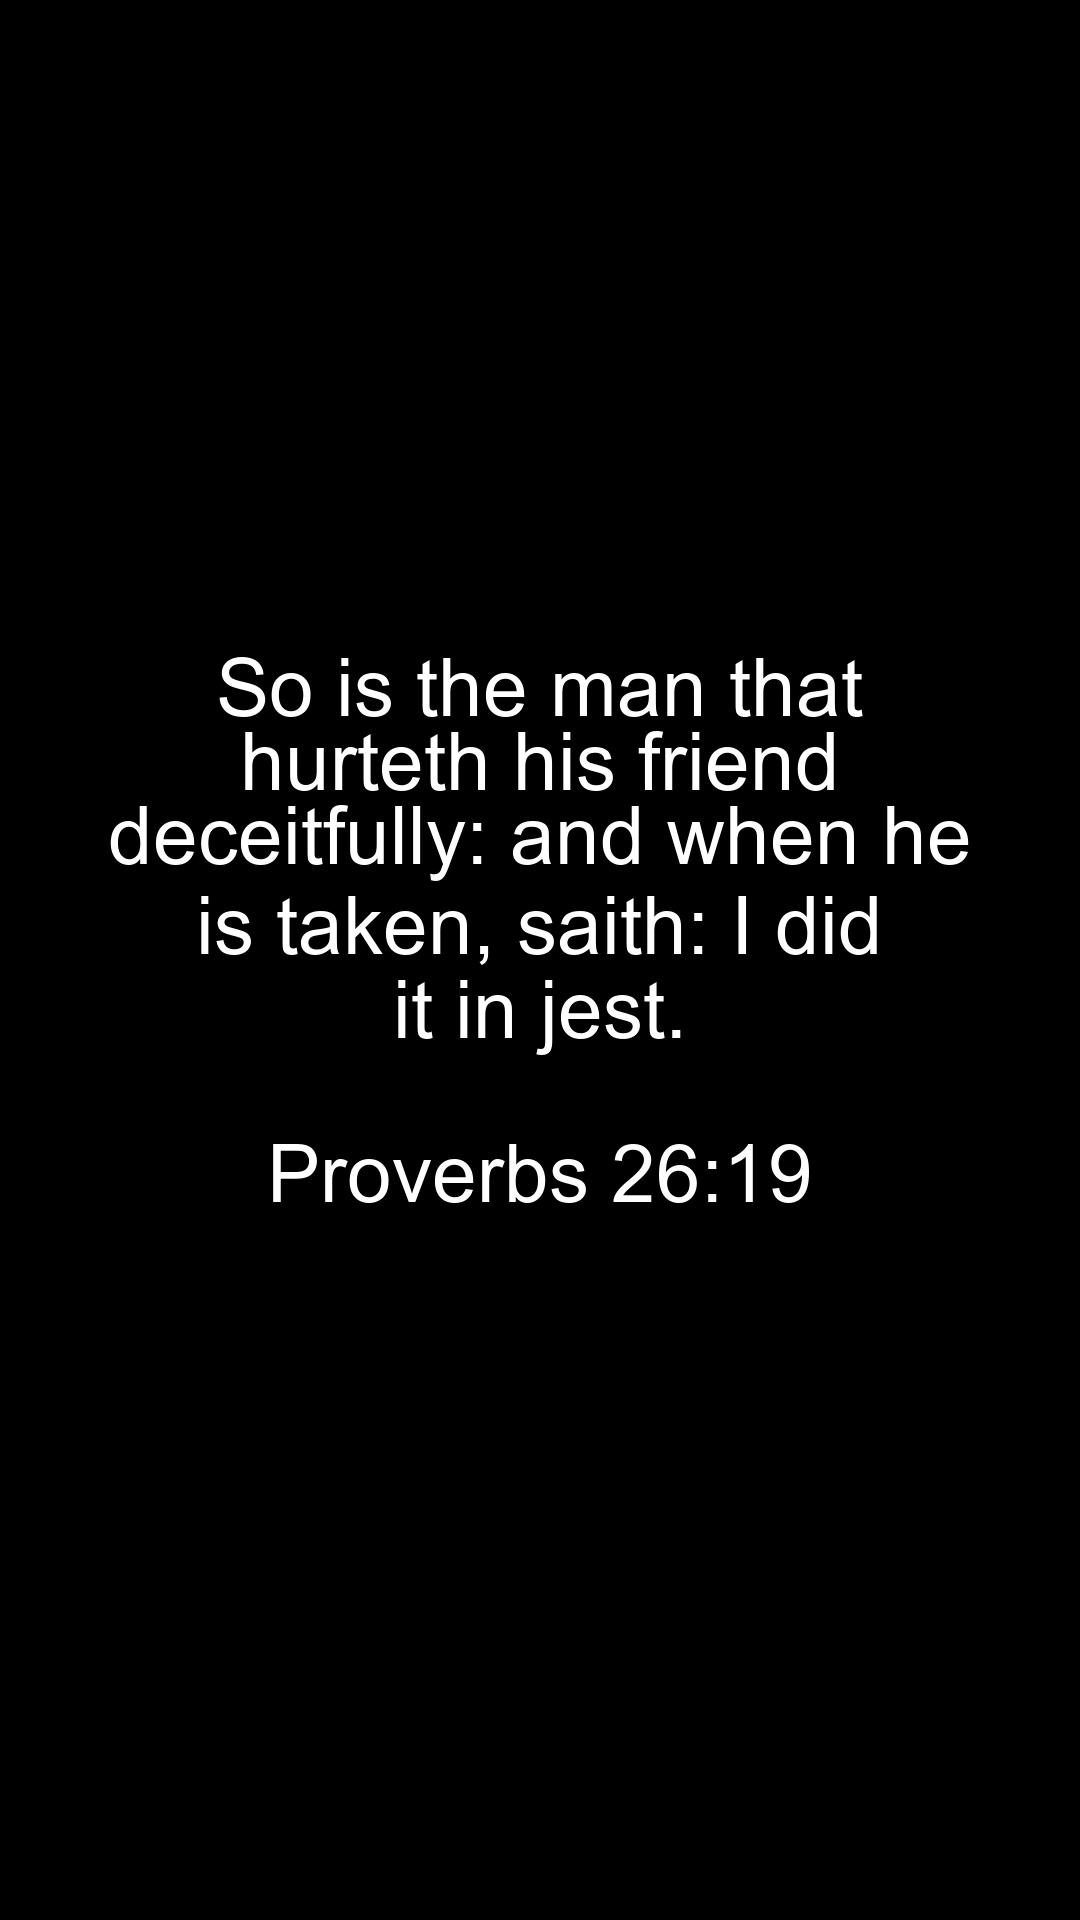 So is the man that
hurteth his friend
deceitfully: and when he
is taken, saith: I did
it in jest.
Proverbs 26:19